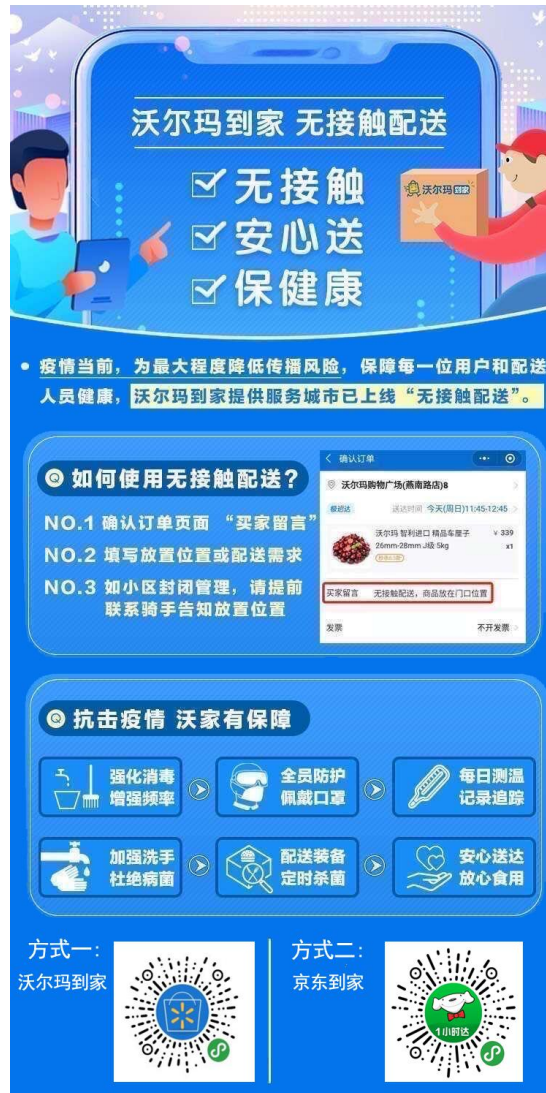 沃尔玛到家 无接触配送
无接触
安心送
保健康
沃尔玛到家
疫情当前，为最大程度降低传播风险，保障每一位用户和配送
人员健康，沃尔玛到家提供服务城市已上线“无接触配送”。
如何使用无接触配送？
NO.1 确认订单页面 “买家留言”
NO.2 填写放置位置或配送需求
NO.3 如小区封闭管理，请提前
联系骑手告知放置位置
确认订单
沃尔玛购物广场(燕南路店)8
极速达 送达时间 今天(周日)11:45-12:45
沃尔玛 智利进口 精品车厘子 ¥ 339
26mm-28mm J级 5kg x1
买家留言 无接触配送，商品放在门口位置
发票 不开发票
Q 抗击疫情 沃家有保障
强化消毒
增强频率
全员防护
佩戴口罩
每日测温
记录追踪
加强洗手
杜绝病菌
配送装备
定时杀菌
安心送达
放心食用
方式一：
沃尔玛到家
方式二：
京东到家
1小时达